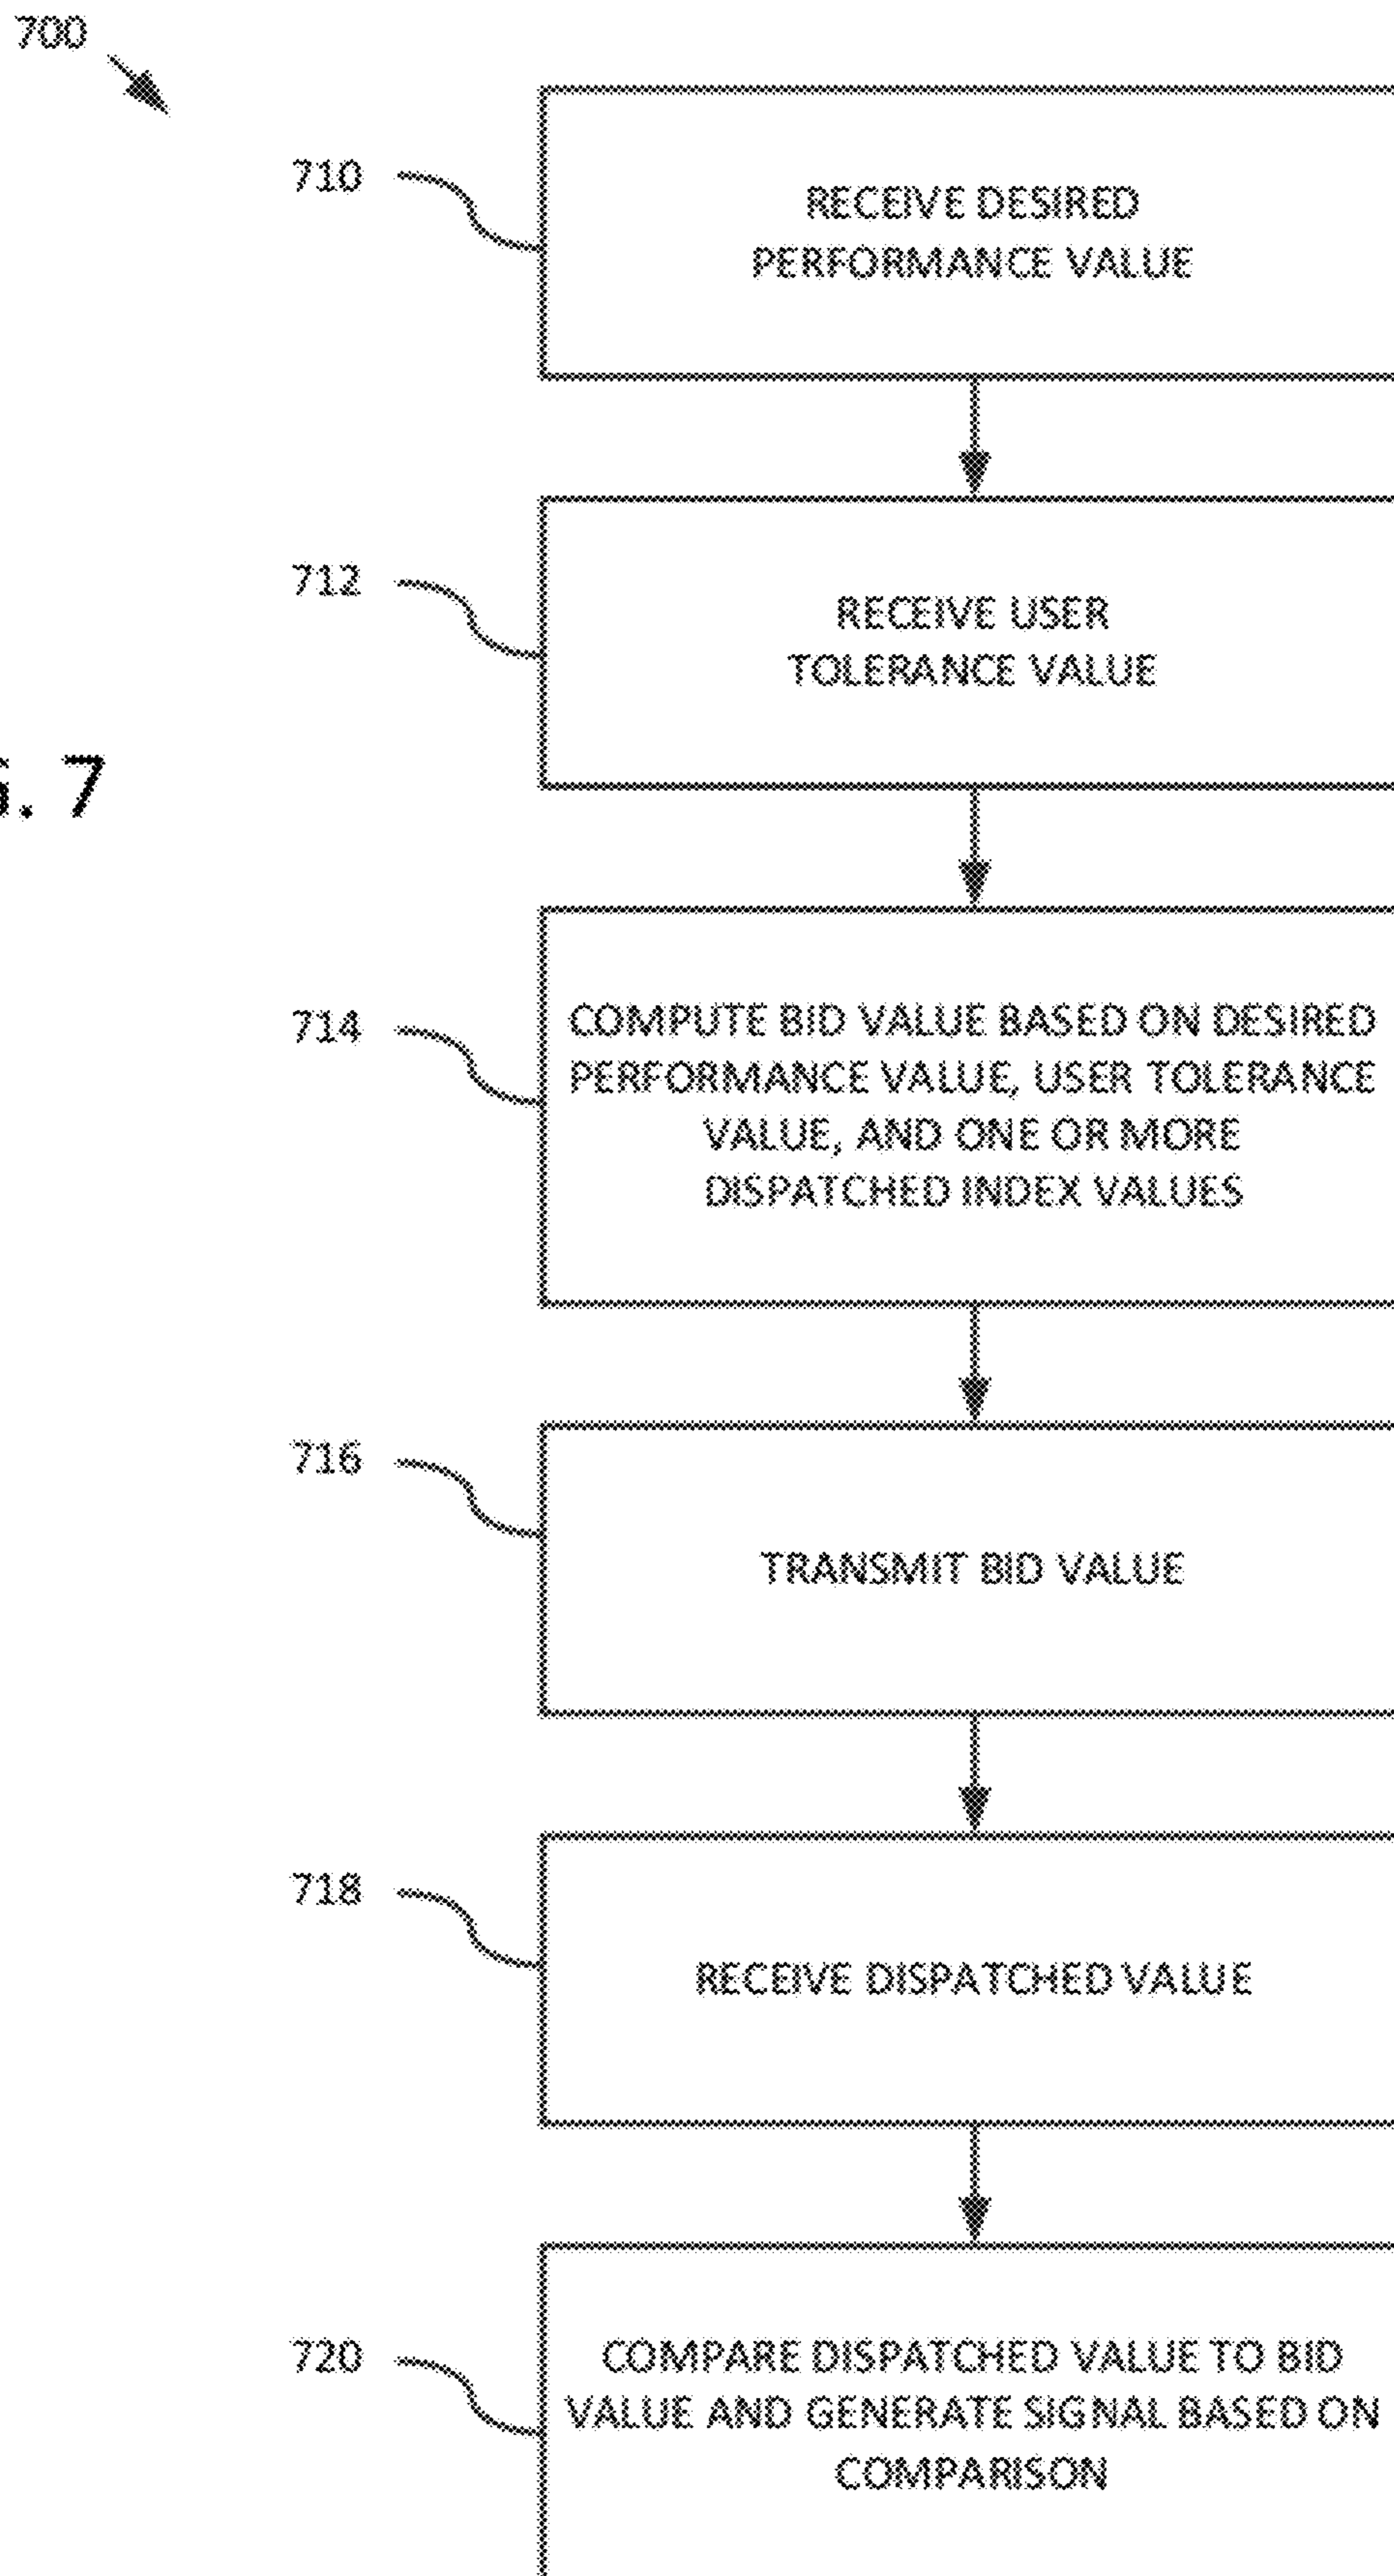 700
710
RECEIVE DESIRED
PERFORMANCE VALUE
712
RECEIVE USER
TOLERANCE VALUE
. 7
714
COMPUTE BID VALUE BASED ON DESIRED
PERFORMANCE VALUE, USER TOLERANCE
VALUE, AND ONE OR MORE
DISPATCHED INDEX VALUES
716
TRANSMIT BID VALUE
718
RECEIVE DISPATCHED VALUE
720
COMPARE DISPATCHED VALUE TO BID
VALUE AND GENERATE SIGNAL BASED ON
COMPARISON